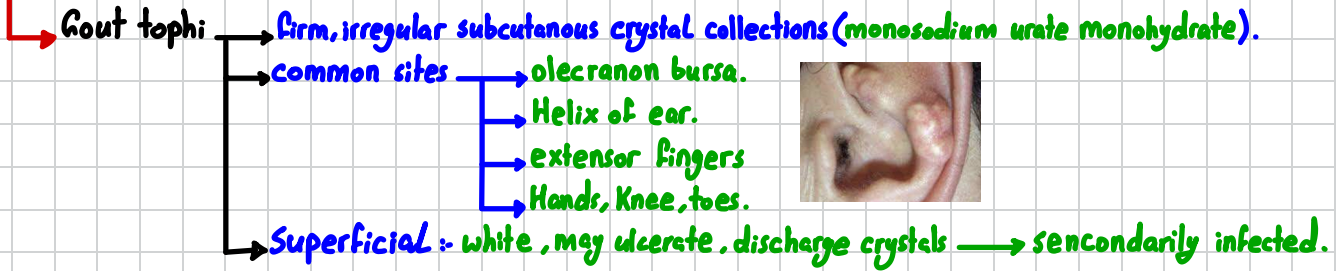 Gout tophi firm, irregular subcutanous crystal collections (monosodium urate monohydrate).
common sites olecranon bursa.
Helix of ear.
extensor fingers
Hands, Knee, toes.
Superficial :- white, may ulcerate, discharge crystals sencondarily infected.